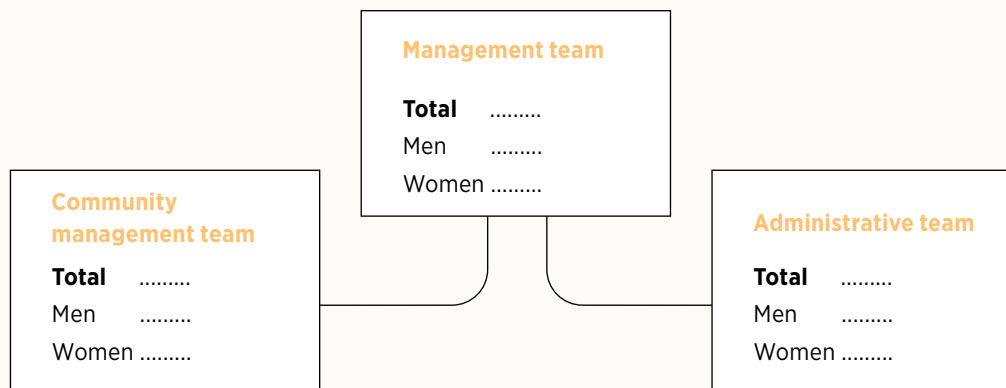 Management team
Total .........
Men .........
Women .........
Community
management team
Total .........
Men .........
Women .........
Administrative team
Total .........
Men .........
Women .........